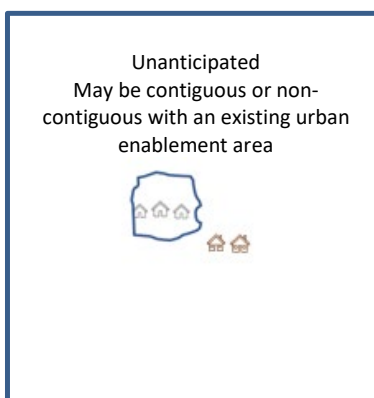 Unanticipated
May be contiguous or non-
contiguous with an existing urban
enablement area